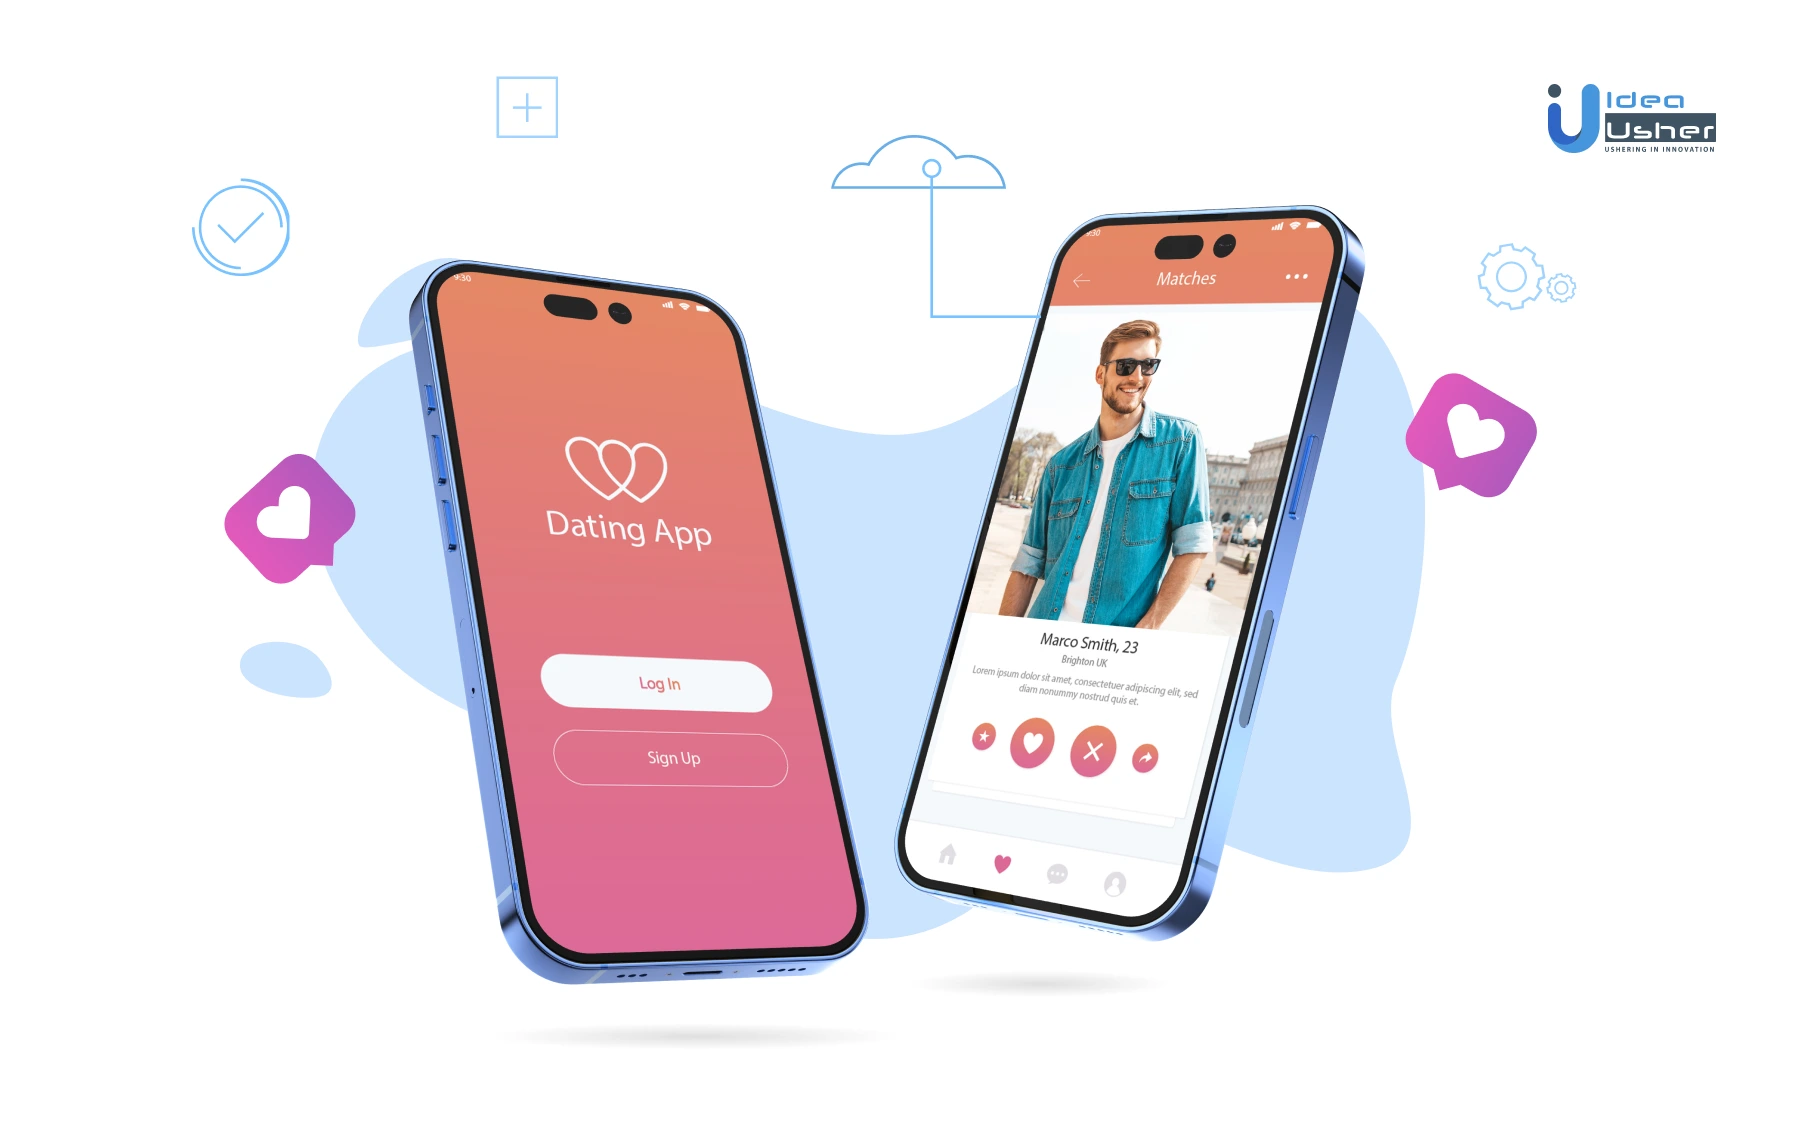 Idea
Usher
USHERING IN INNOVATION
9:30
Dating App
Log In
Sign Up
9:30
Matches
Marco Smith, 23
Brighton UK
Lorem ipsum dolor sit amet, consectetuer adipiscing elit, sed
diam nonummy nostrud quis et.